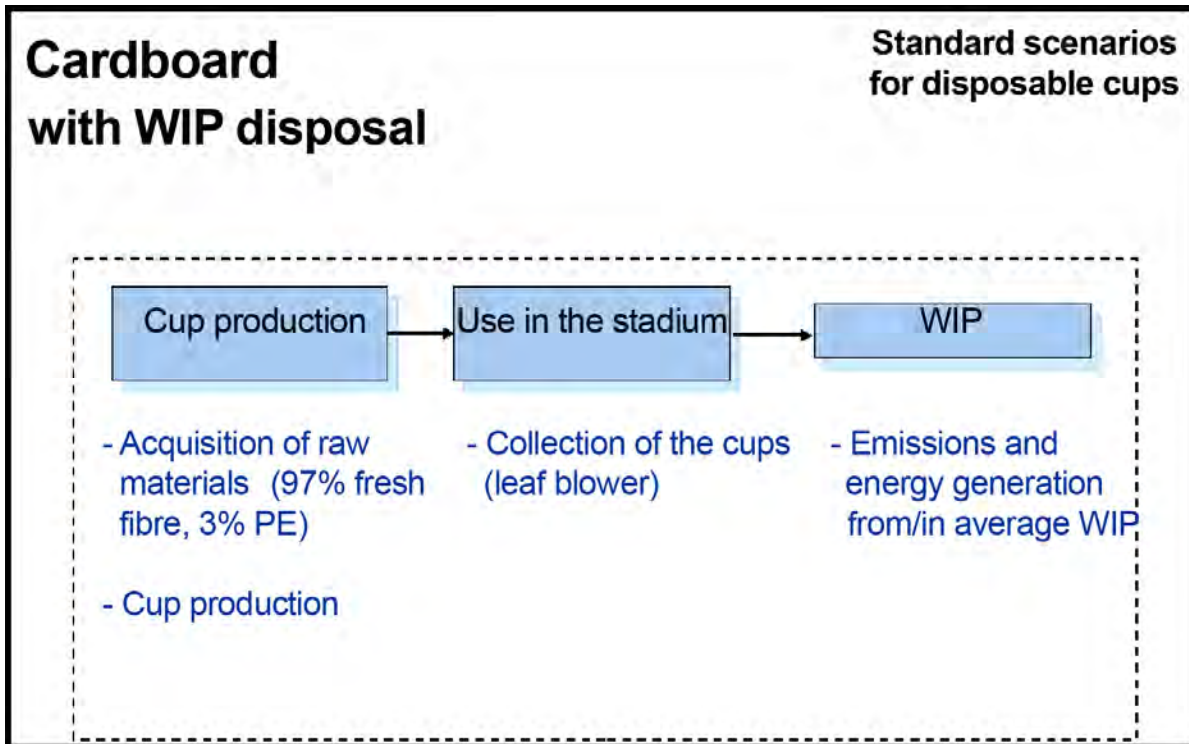 Cardboard
with WIP disposal
Standard scenarios
for disposable cups
Cup production
Use in the stadium
WIP
- Acquisition of raw
materials (97% fresh
fibre, 3% PE)
- Cup production
- Collection of the cups
(leaf blower)
- Emissions and
energy generation
from/in average WIP